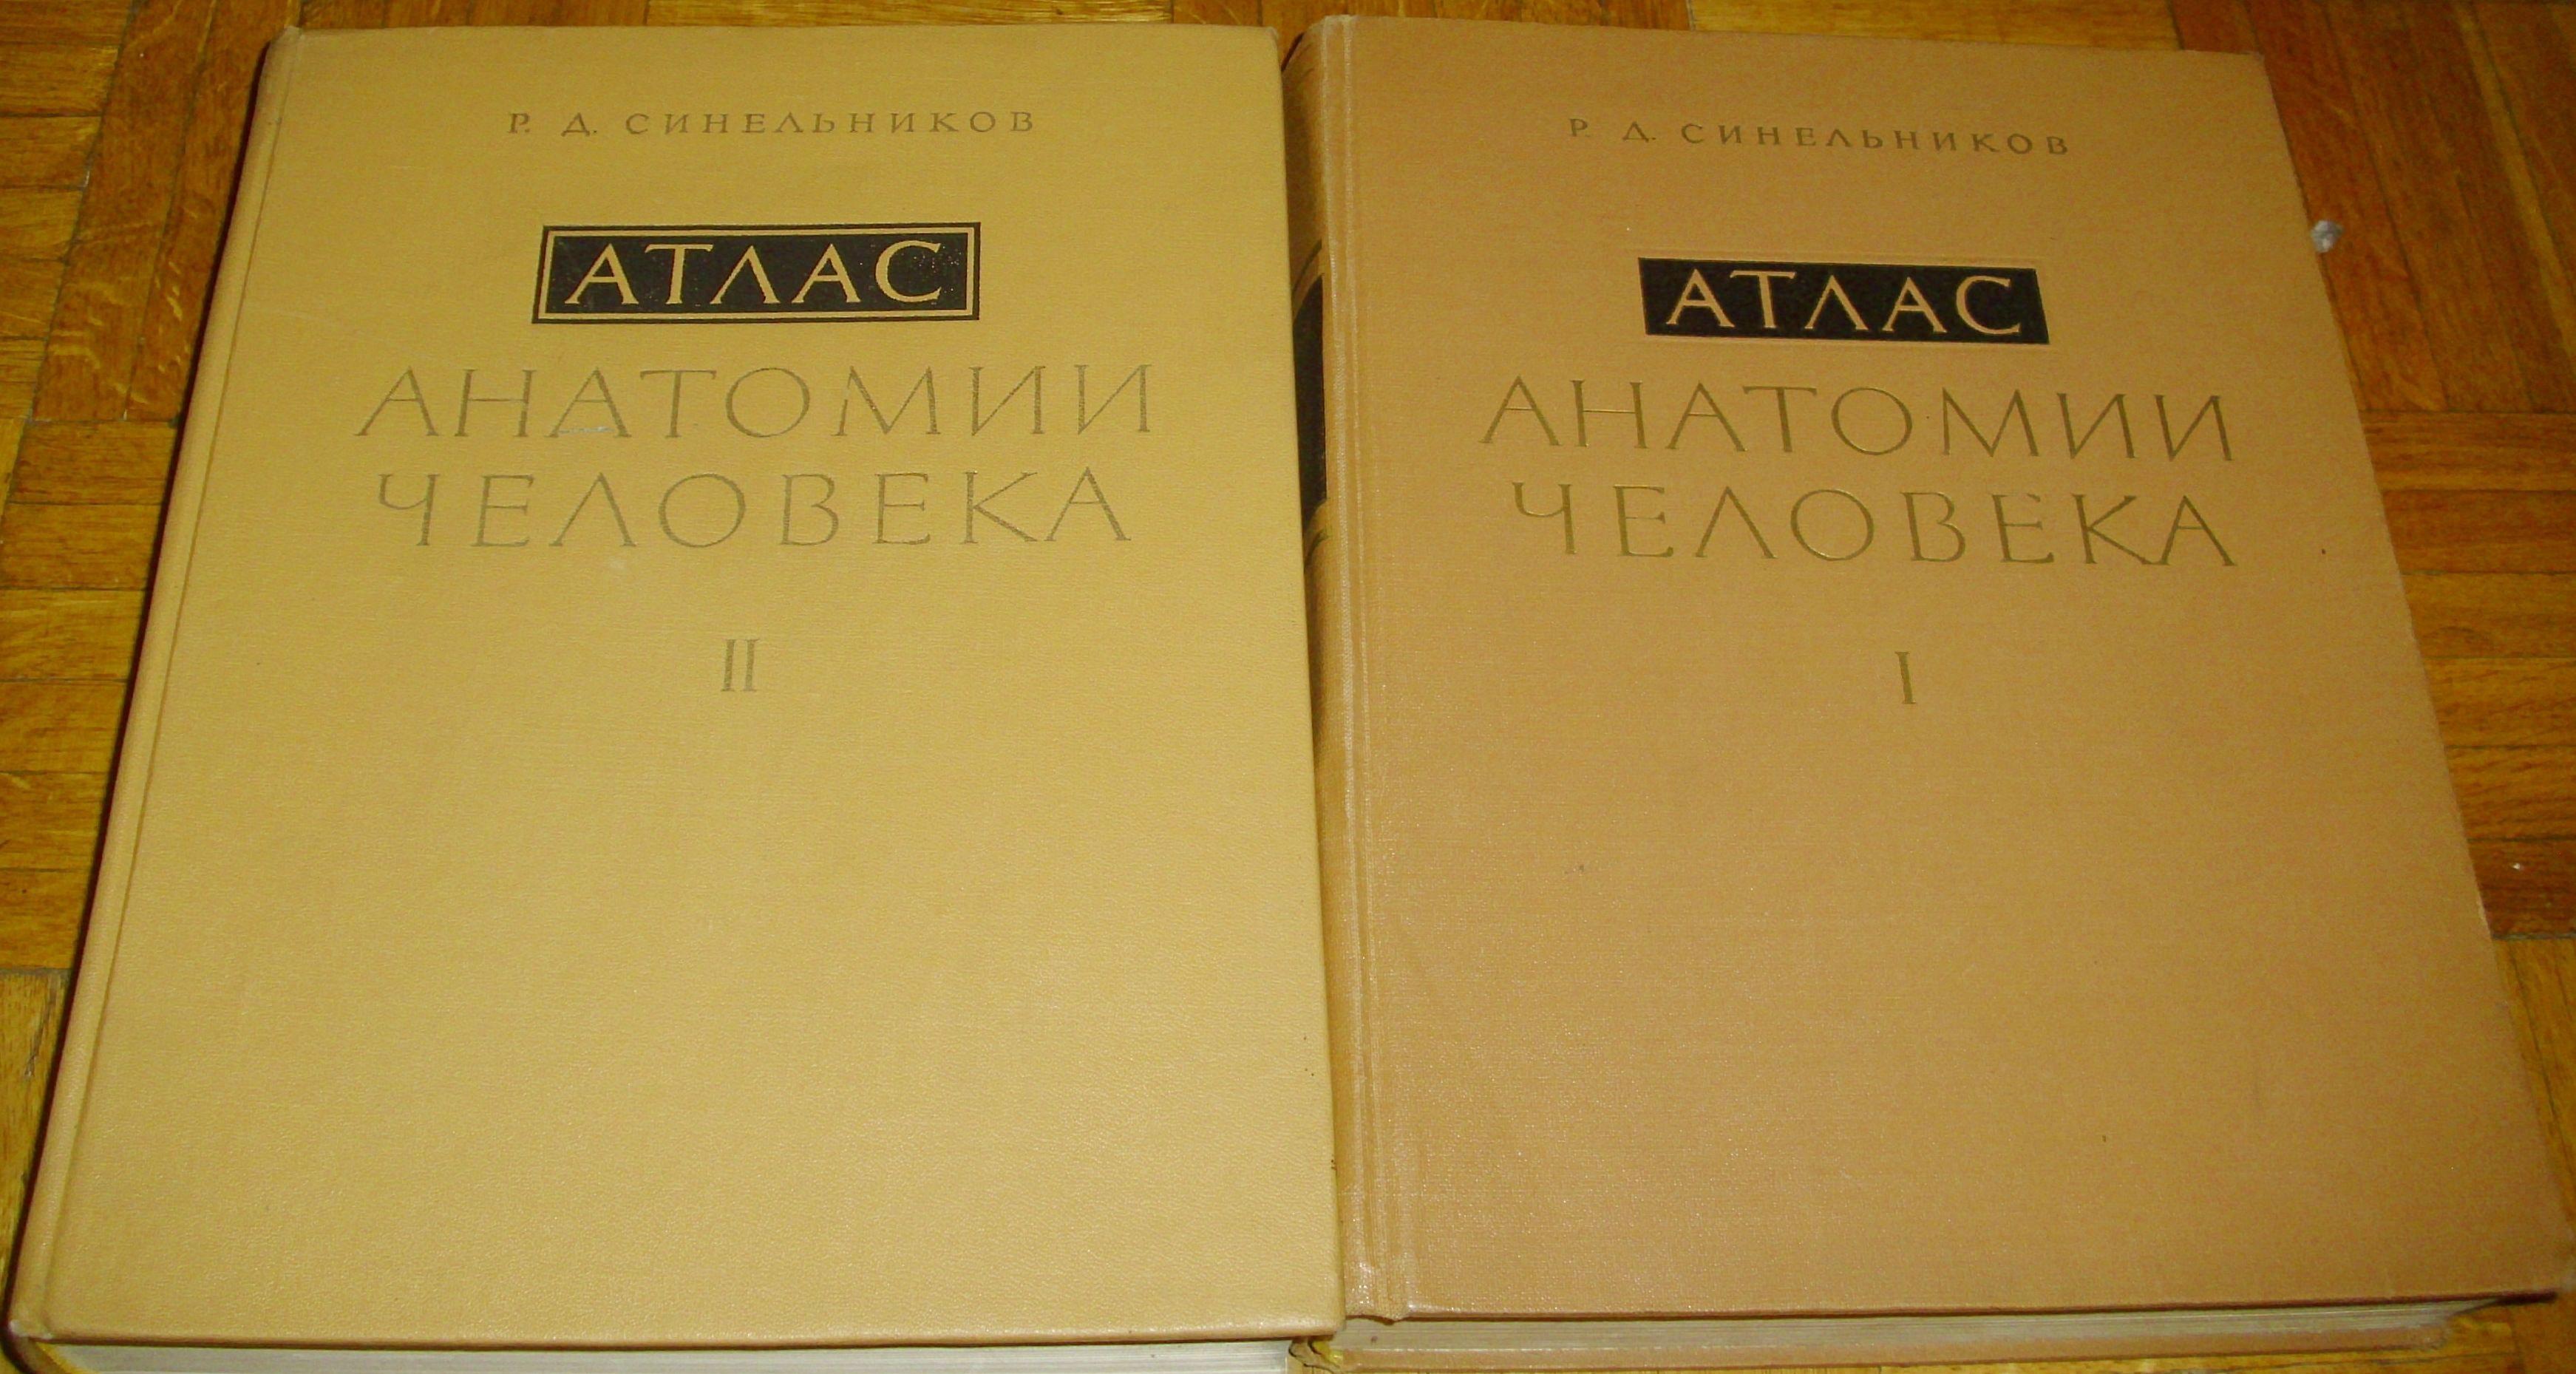 Р. Д. СИНЕЛЬНИКОВ
АТЛАС
АНАТОМИИ
ЧЕЛОВЕКА
II
Р. Д. СИНЕЛЬНИКОВ
АТЛАС
АНАТОМИИ
ЧЕЛОВЕКА
I